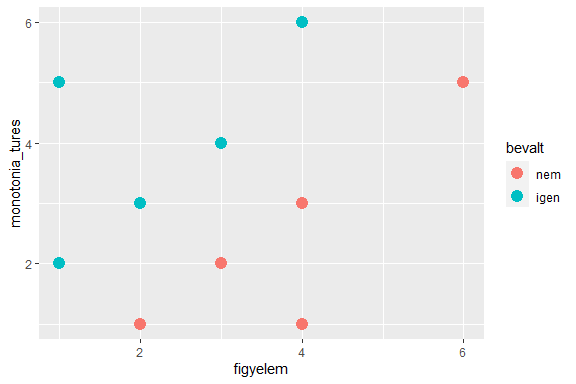 6
4
2
monotonia_tures
2 4 6
figyelem
bevalt
nem
igen